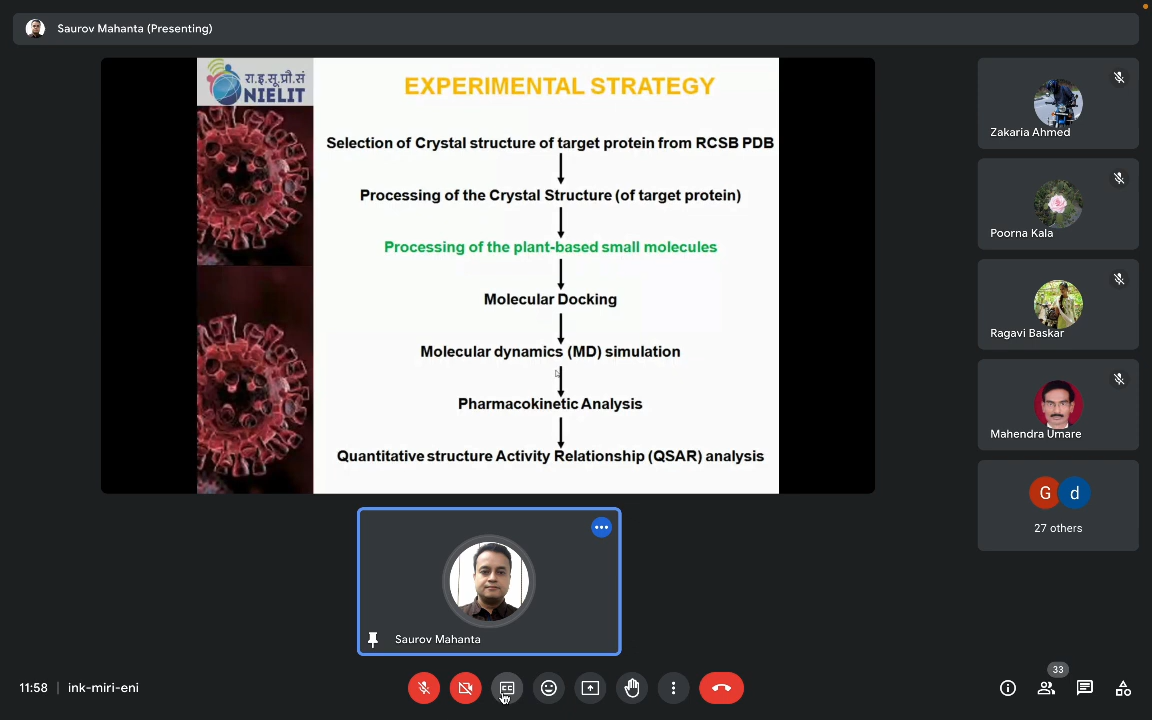 Saurov Mahanta (Presenting)
रा.इ.सू.प्रौ.सं
NIELIT
EXPERIMENTAL STRATEGY
Selection of Crystal structure of target protein from RCSB PDB
Processing of the Crystal Structure (of target protein)
Processing of the plant-based small molecules
Molecular Docking
Molecular dynamics (MD) simulation
Pharmacokinetic Analysis
Quantitative structure Activity Relationship (QSAR) analysis
Zakaria Ahmed
Poorna Kala
Ragavi Baskar
Mahendra Umare
G d
27 others
Saurov Mahanta
11:58 | ink-miri-eni
CC
33